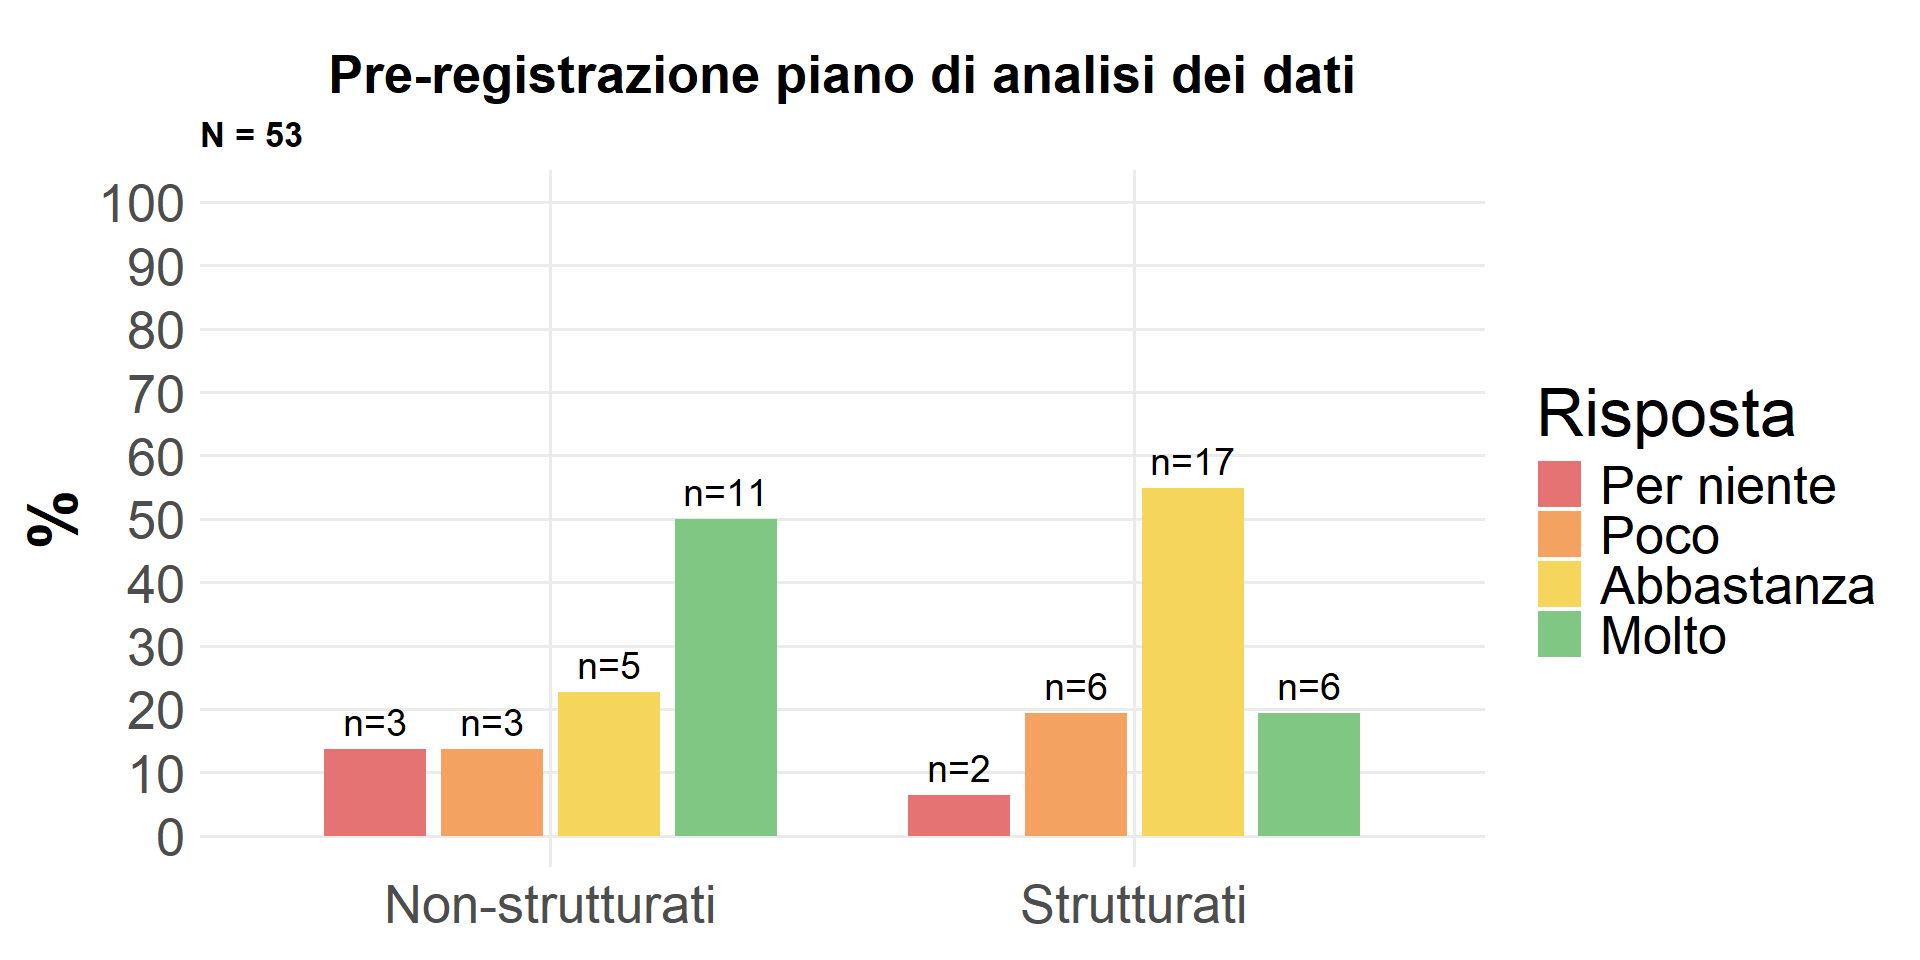 Pre-registrazione piano di analisi dei dati
N = 53
%
100
90
80
70
60
50
40
30
20
10
0
n=3
n=3
n=5
n=11
n=2
n=6
n=17
n=6
Non-strutturati
Strutturati
Risposta
Per niente
Poco
Abbastanza
Molto